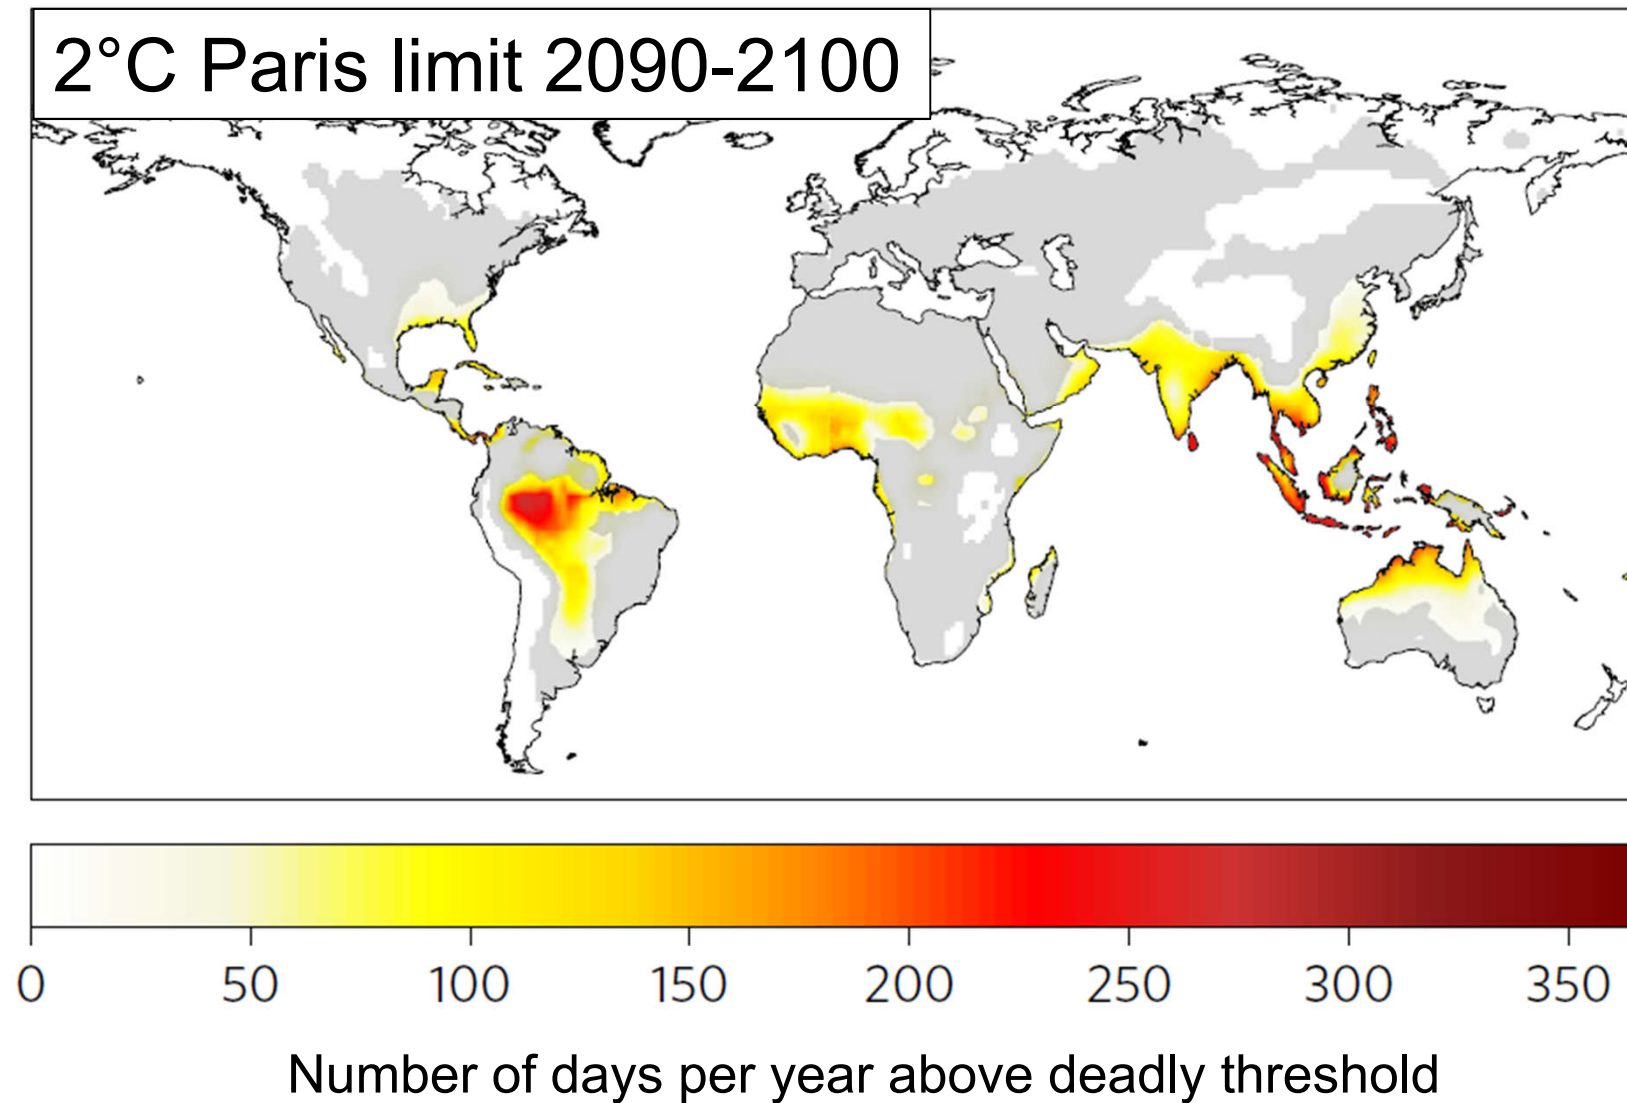 2°C Paris limit 2090-2100
0 50 100 150 200 250 300 350
Number of days per year above deadly threshold